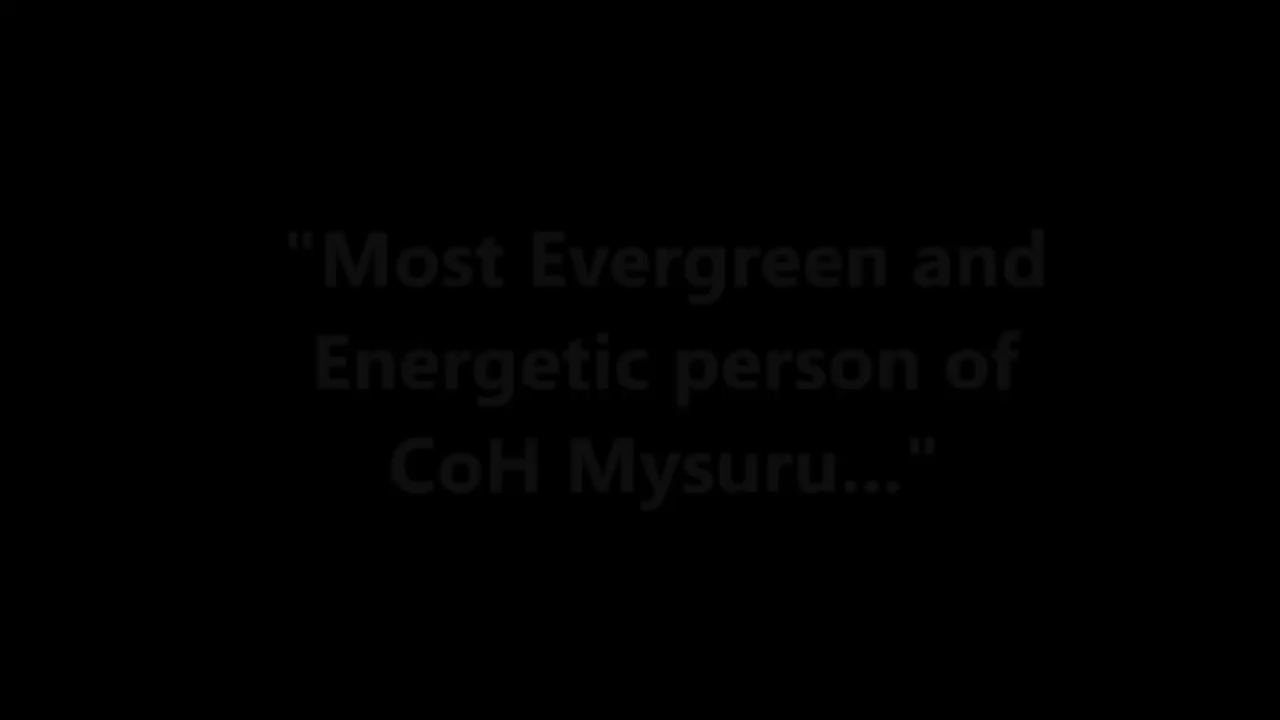 "Most Evergreen and
Energetic person of
CoH Mysuru..."